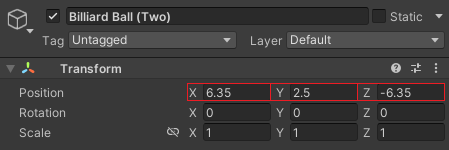 Billiard Ball (Two) Static
Tag Untagged Layer Default
Transform
Position X 6.35 Y 2.5 Z -6.35
Rotation X 0 Y 0 Z 0
Scale X 1 Y 1 Z 1